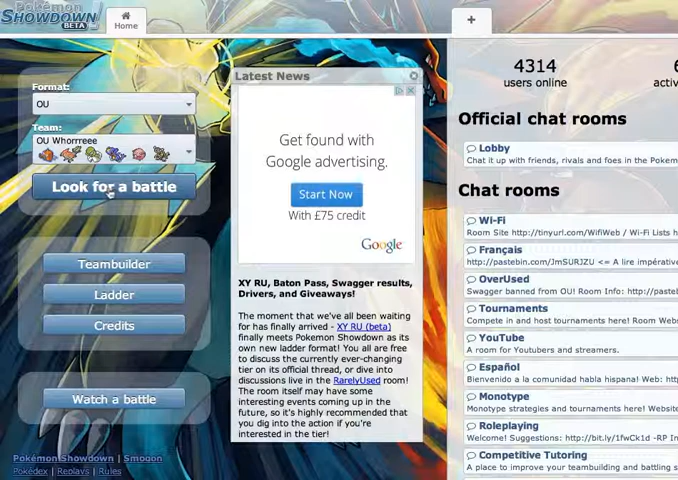 Pokémon
SHOWDOWN!
BETA
Home
+
Format:
OU
Team:
OU Whorrreee
Look for a battle
Teambuilder
Ladder
Credits
Watch a battle
Pokémon Showdown | Smogon
Pokédex | Replays | Rules
Latest News
Get found with
Google advertising.
Start Now
With £75 credit
Google
XY RU, Baton Pass, Swagger results,
Drivers, and Giveaways!
The moment that we've all been waiting
for has finally arrived - XY RU (beta)
finally meets Pokemon Showdown as its
own new ladder format! You all are free
to discuss the currently ever-changing
tier on its official thread, or dive into
discussions live in the RarelyUsed room!
The room itself may have some
interesting events coming up in the
future, so it's highly recommended that
you dig into the action if you're
interested in the tier!
4314
users online
activ
Official chat rooms
Lobby
Chat it up with friends, rivals and foes in the Pokem
Chat rooms
Wi-Fi
Room Site http://tinyurl.com/WifiWeb / Wi-Fi Lists h
Français
http://pastebin.com/JmSURJZU <= A lire impérative
OverUsed
Swagger banned from OU! Room Info: http://paste
Tournaments
Compete in and host tournaments here! Room Web
YouTube
A room for Youtubers and streamers.
Español
Bienvenido a la comunidad habla hispana! Web: htt
Monotype
Monotype strategies and tournaments here! Website
Roleplaying
Welcome! Suggestions: http://bit.ly/1fwCk1d -RP In
Competitive Tutoring
A place to improve your teambuilding and battling s